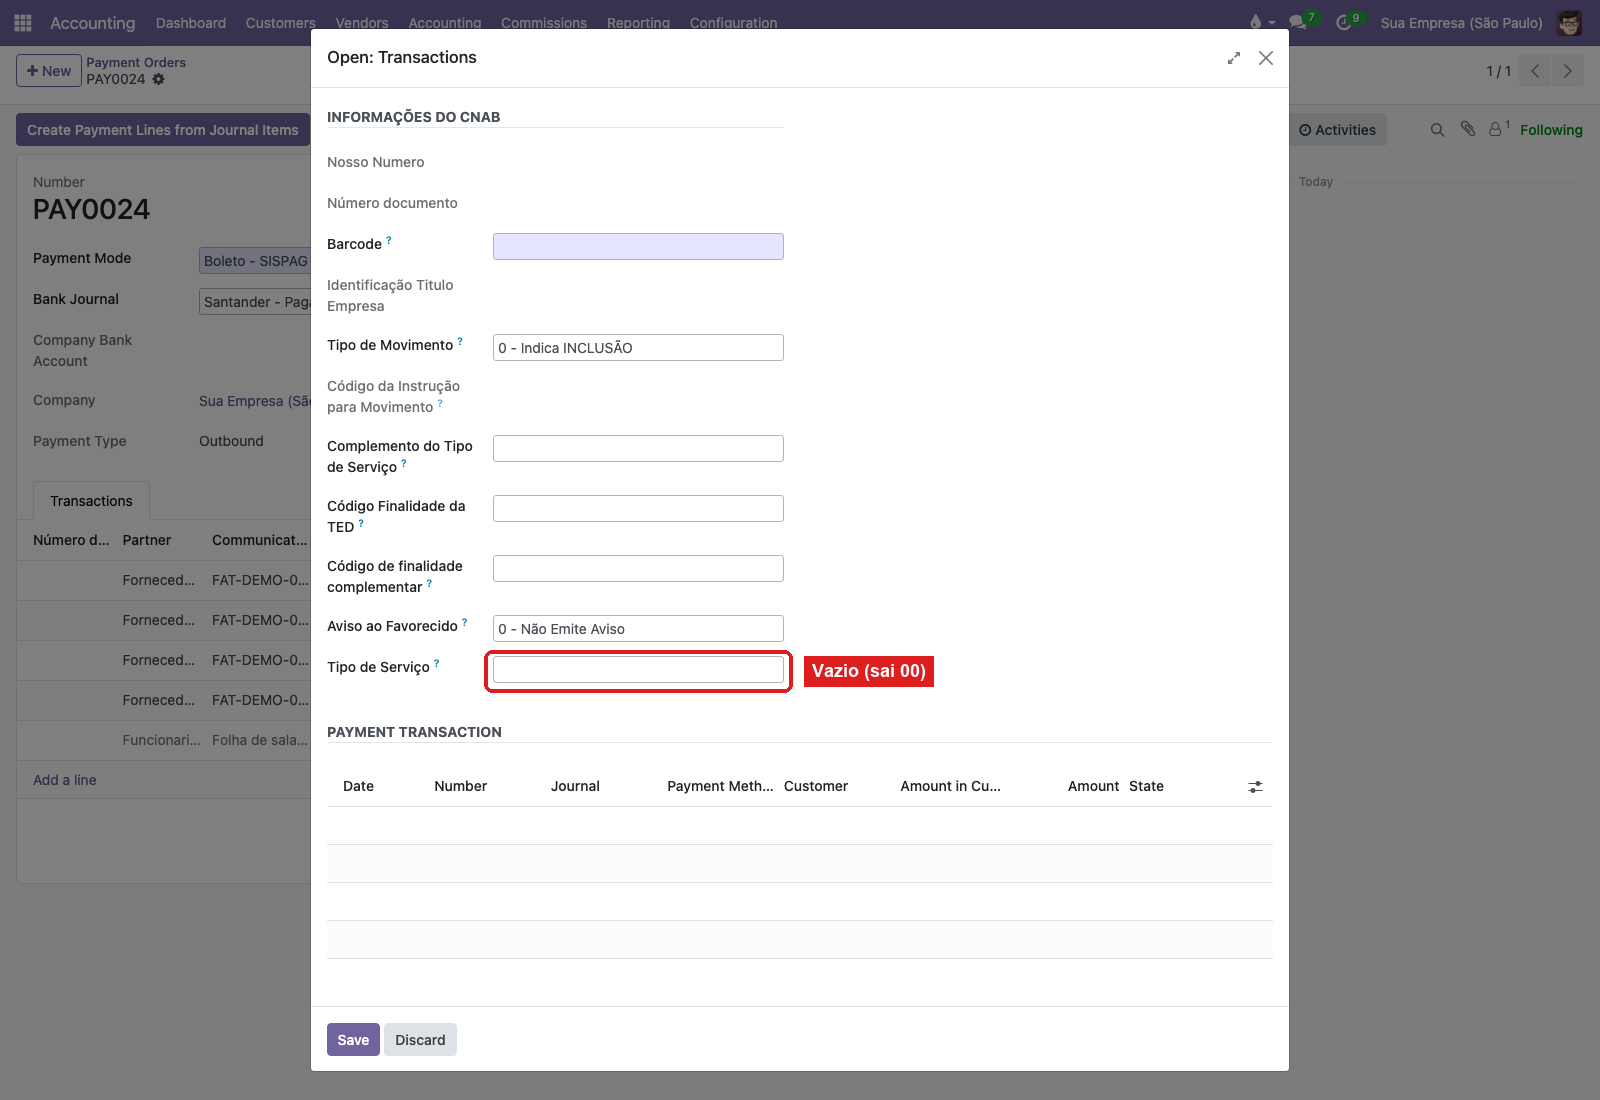 Accounting Dashboard Customers Vendors Accounting Commissions Reporting Configuration 7 9 Sua Empresa (São Paulo)
+ New
Payment Orders
PAY0024
1 / 1
Create Payment Lines from Journal Items
Activities
1
Following
Number
PAY0024
Today
Payment Mode
Boleto - SISPAG
Bank Journal
Santander - Paga
Company Bank
Account
Company
Sua Empresa (São
Payment Type
Outbound
Transactions
Número d... Partner Communicat...
Forneced... FAT-DEMO-0...
Forneced... FAT-DEMO-0...
Forneced... FAT-DEMO-0...
Forneced... FAT-DEMO-0...
Funcionari... Folha de sala...
Add a line
Open: Transactions
INFORMAÇÕES DO CNAB
Nosso Numero
Número documento
Barcode ?
Identificação Titulo
Empresa
Tipo de Movimento ?
0 - Indica INCLUSÃO
Código da Instrução
para Movimento ?
Complemento do Tipo
de Serviço ?
Código Finalidade da
TED ?
Código de finalidade
complementar ?
Aviso ao Favorecido ?
0 - Não Emite Aviso
Tipo de Serviço ?
Vazio (sai 00)
PAYMENT TRANSACTION
Date Number Journal Payment Meth... Customer Amount in Cu... Amount State
Save
Discard